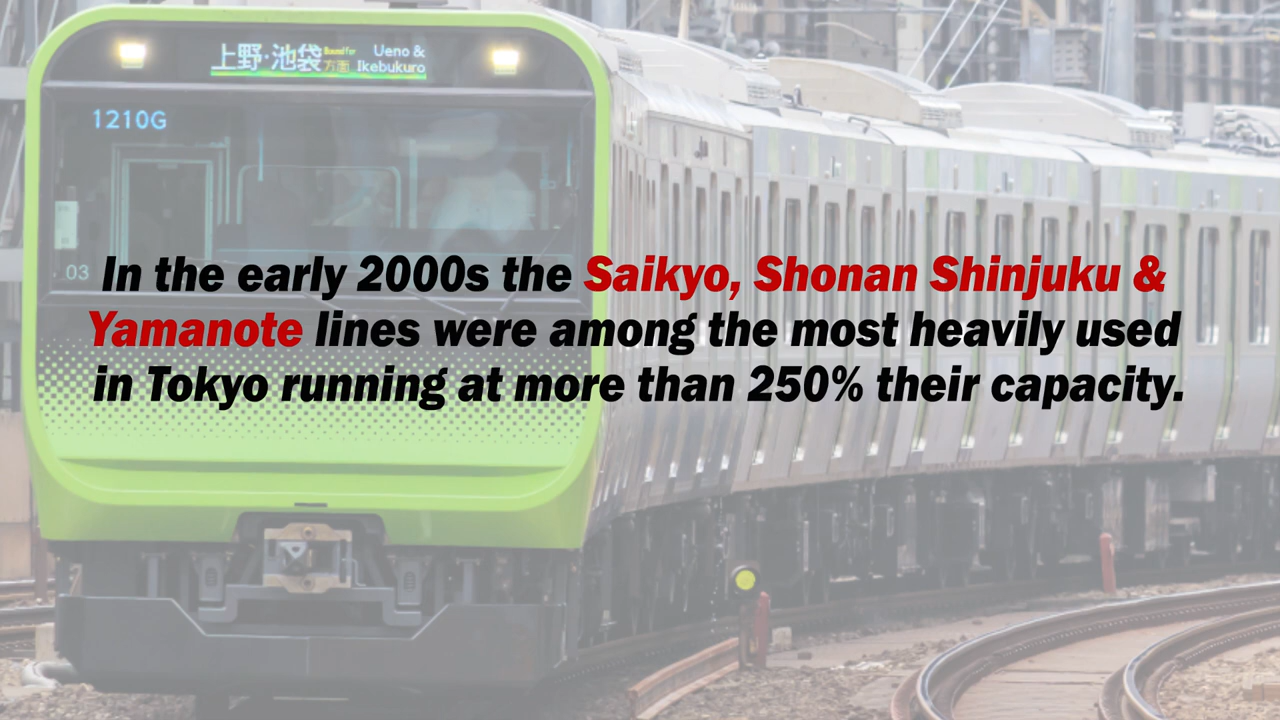 上野・池袋 Bound for 方面 Ueno & Ikebukuro
1210G
03
In the early 2000s the Saikyo, Shonan Shinjuku &
Yamanote lines were among the most heavily used
in Tokyo running at more than 250% their capacity.